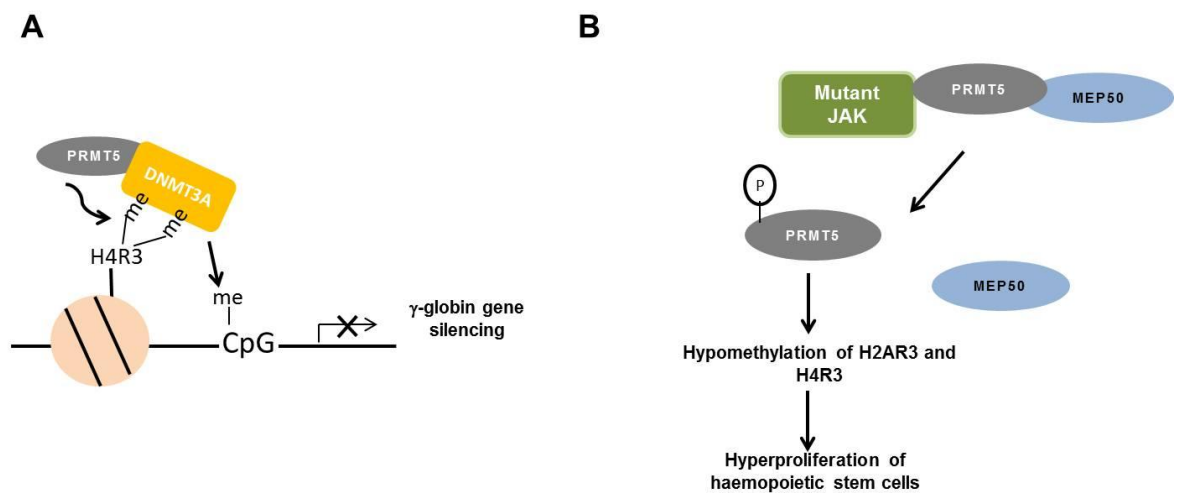 A
PRMT5
DNMT3A
me
me
H4R3
me
CpG
γ-globin gene
silencing
B
Mutant
JAK
PRMT5
MEP50
P
PRMT5
MEP50
Hypomethylation of H2AR3 and
H4R3
Hyperproliferation of
haemopoietic stem cells